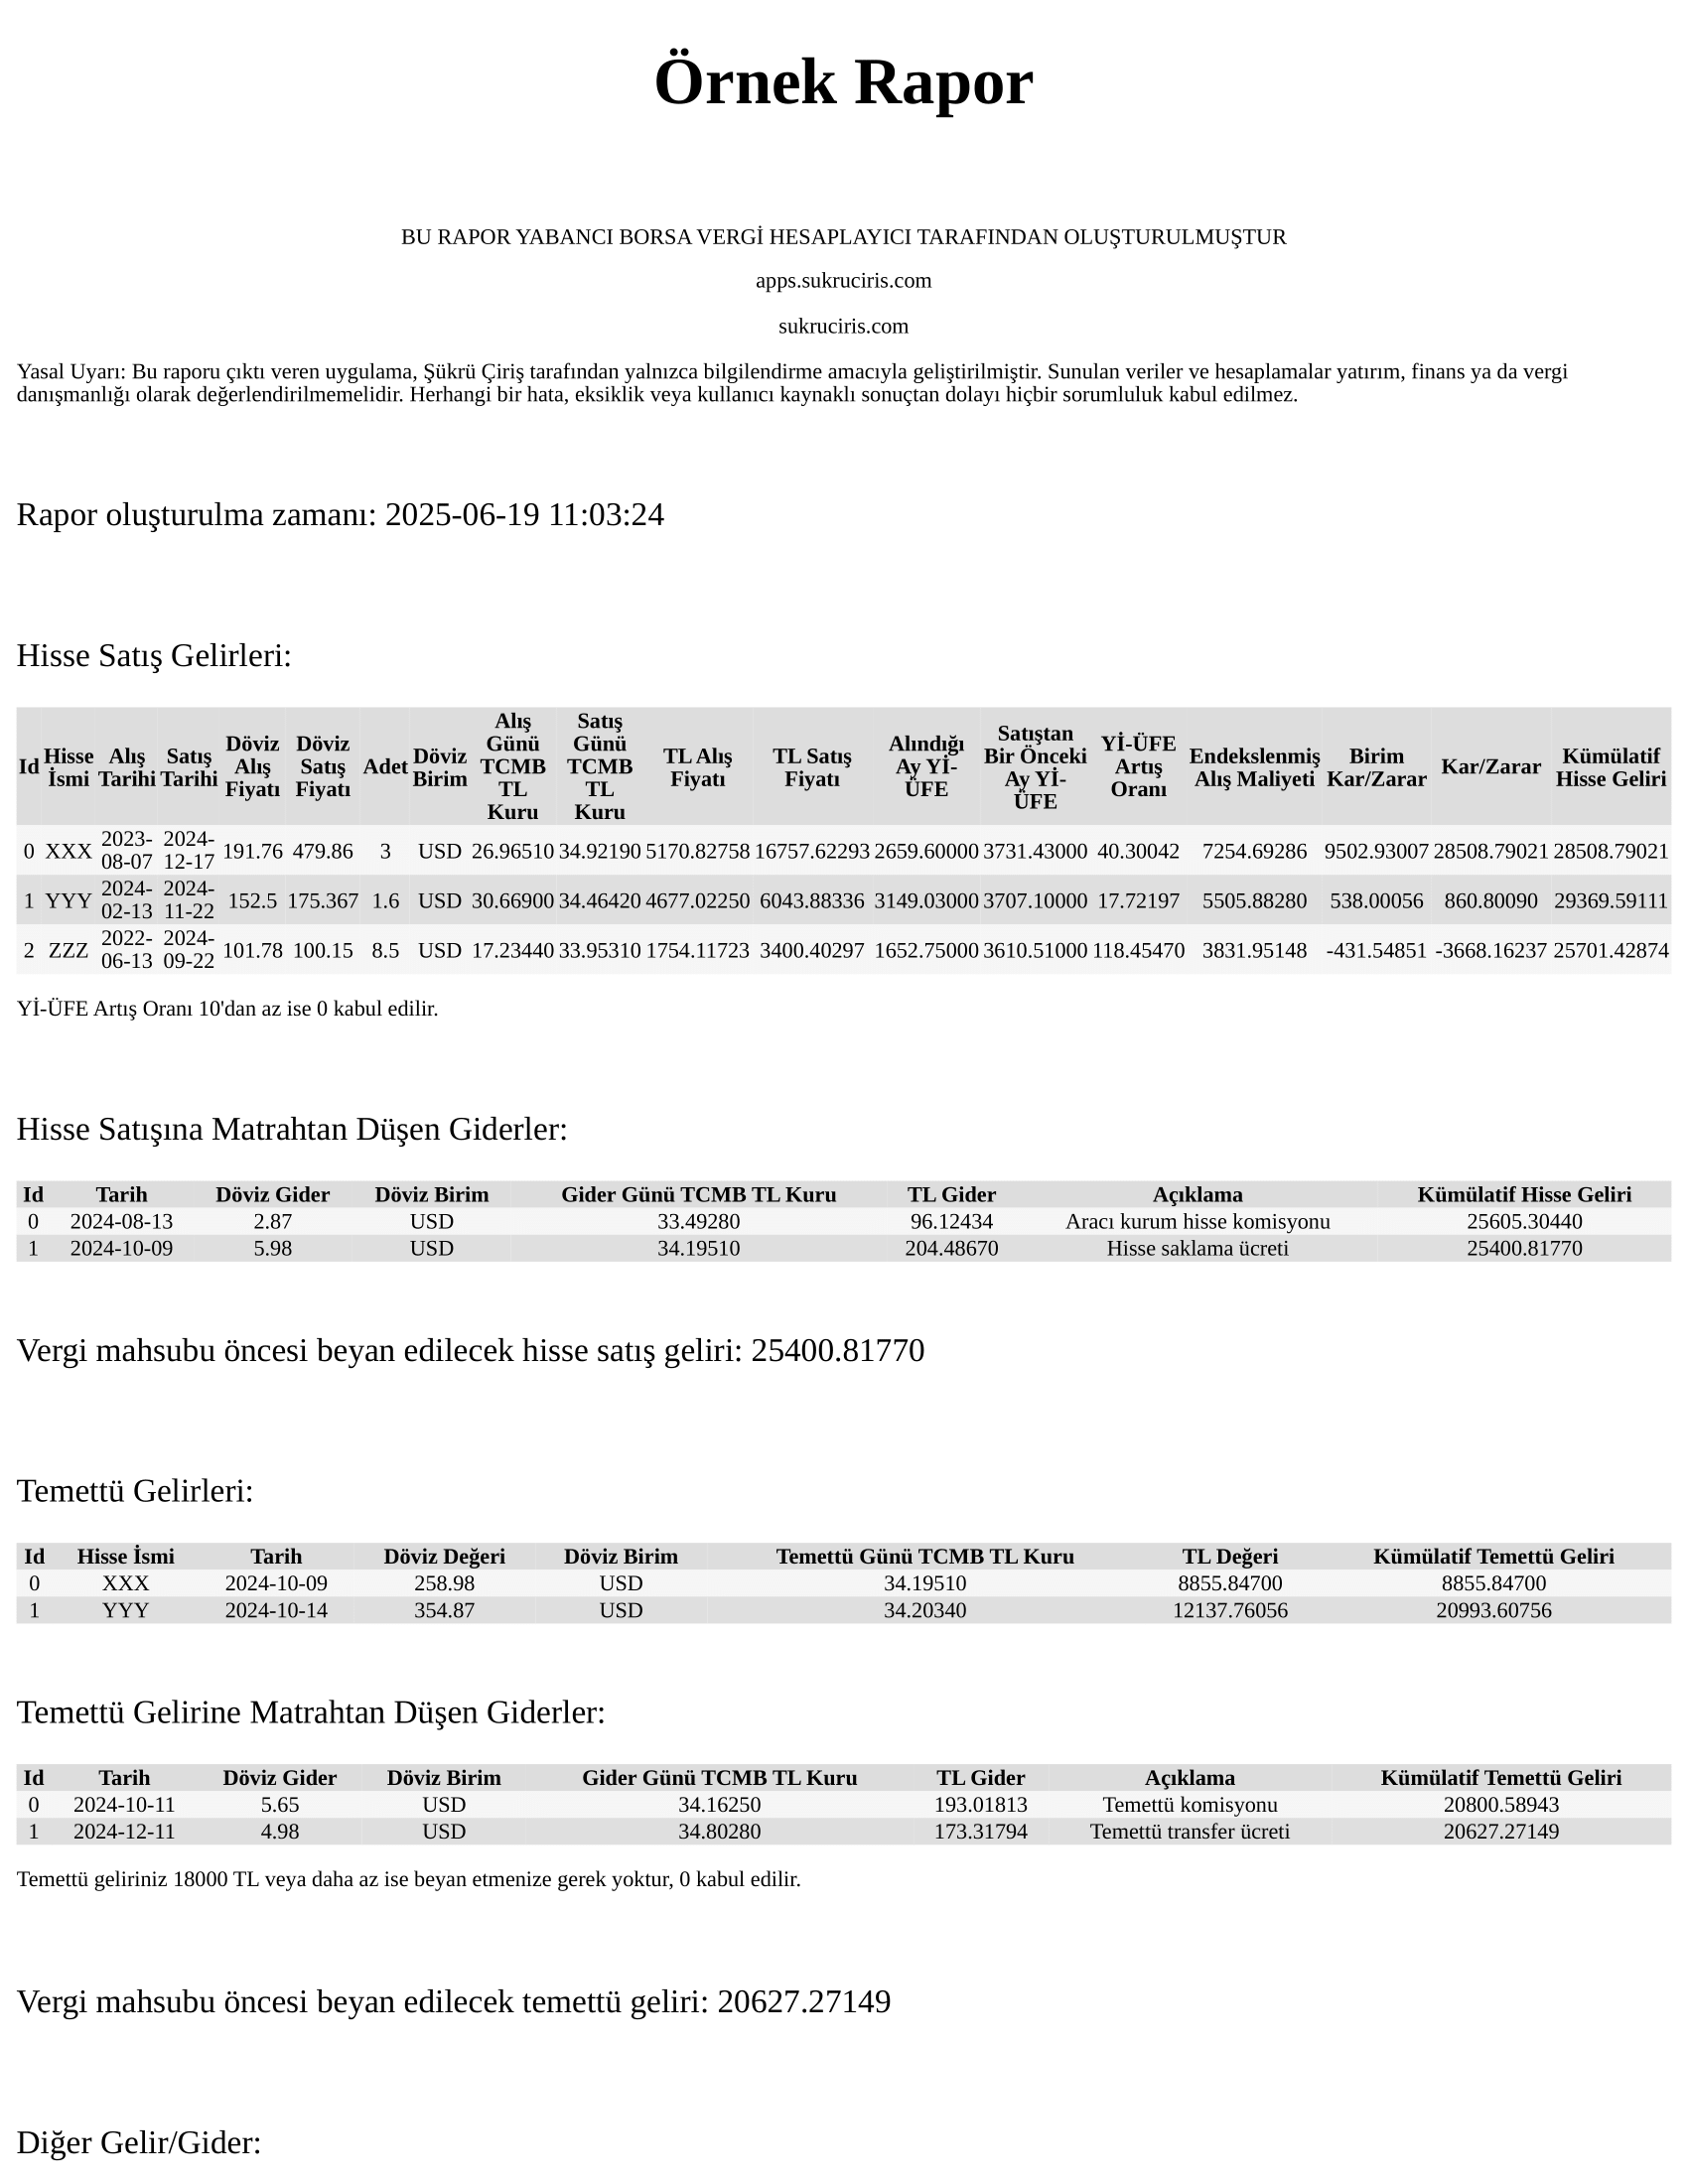 Örnek Rapor
BU RAPOR YABANCI BORSA VERGİ HESAPLAYICI TARAFINDAN OLUŞTURULMUŞTUR
apps.sukruciris.com
sukruciris.com
Yasal Uyarı: Bu raporu çıktı veren uygulama, Şükrü Çiriş tarafından yalnızca bilgilendirme amacıyla geliştirilmiştir. Sunulan veriler ve hesaplamalar yatırım, finans ya da vergi
danışmanlığı olarak değerlendirilmemelidir. Herhangi bir hata, eksiklik veya kullanıcı kaynaklı sonuçtan dolayı hiçbir sorumluluk kabul edilmez.
Rapor oluşturulma zamanı: 2025-06-19 11:03:24
Hisse Satış Gelirleri:
Id Hisse İsmi Alış Tarihi Satış Tarihi Döviz Alış Fiyatı Döviz Satış Fiyatı Adet Döviz Birim Alış Günü TCMB TL Kuru Satış Günü TCMB TL Kuru TL Alış Fiyatı TL Satış Fiyatı Alındığı Ay Yİ-ÜFE Satıştan Bir Önceki Ay Yİ-ÜFE Yİ-ÜFE Artış Oranı Endekslenmiş Alış Maliyeti Birim Kar/Zarar Kar/Zarar Kümülatif Hisse Geliri
0 XXX 2023-08-07 2024-12-17 191.76 479.86 3 USD 26.96510 34.92190 5170.82758 16757.62293 2659.60000 3731.43000 40.30042 7254.69286 9502.93007 28508.79021 28508.79021
1 YYY 2024-02-13 2024-11-22 152.5 175.367 1.6 USD 30.66900 34.46420 4677.02250 6043.88336 3149.03000 3707.10000 17.72197 5505.88280 538.00056 860.80090 29369.59111
2 ZZZ 2022-06-13 2024-09-22 101.78 100.15 8.5 USD 17.23440 33.95310 1754.11723 3400.40297 1652.75000 3610.51000 118.45470 3831.95148 -431.54851 -3668.16237 25701.42874
Yİ-ÜFE Artış Oranı 10'dan az ise 0 kabul edilir.
Hisse Satışına Matrahtan Düşen Giderler:
Id Tarih Döviz Gider Döviz Birim Gider Günü TCMB TL Kuru TL Gider Açıklama Kümülatif Hisse Geliri
0 2024-08-13 2.87 USD 33.49280 96.12434 Aracı kurum hisse komisyonu 25605.30440
1 2024-10-09 5.98 USD 34.19510 204.48670 Hisse saklama ücreti 25400.81770
Vergi mahsubu öncesi beyan edilecek hisse satış geliri: 25400.81770
Temettü Gelirleri:
Id Hisse İsmi Tarih Döviz Değeri Döviz Birim Temettü Günü TCMB TL Kuru TL Değeri Kümülatif Temettü Geliri
0 XXX 2024-10-09 258.98 USD 34.19510 8855.84700 8855.84700
1 YYY 2024-10-14 354.87 USD 34.20340 12137.76056 20993.60756
Temettü Gelirine Matrahtan Düşen Giderler:
Id Tarih Döviz Gider Döviz Birim Gider Günü TCMB TL Kuru TL Gider Açıklama Kümülatif Temettü Geliri
0 2024-10-11 5.65 USD 34.16250 193.01813 Temettü komisyonu 20800.58943
1 2024-12-11 4.98 USD 34.80280 173.31794 Temettü transfer ücreti 20627.27149
Temettü geliriniz 18000 TL veya daha az ise beyan etmenize gerek yoktur, 0 kabul edilir.
Vergi mahsubu öncesi beyan edilecek temettü geliri: 20627.27149
Diğer Gelir/Gider: